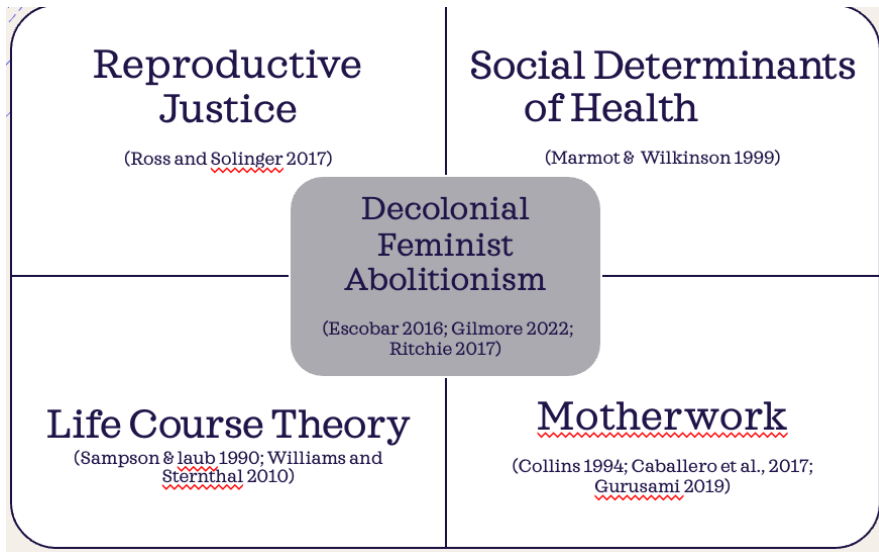 Reproductive
Justice
(Ross and Solinger 2017)
Social Determinants
of Health
(Marmot & Wilkinson 1999)
Decolonial
Feminist
Abolitionism
(Escobar 2016; Gilmore 2022;
Ritchie 2017)
Life Course Theory
(Sampson & laub 1990; Williams and
Sternthal 2010)
Motherwork
(Collins 1994; Caballero et al., 2017;
Gurusami 2019)